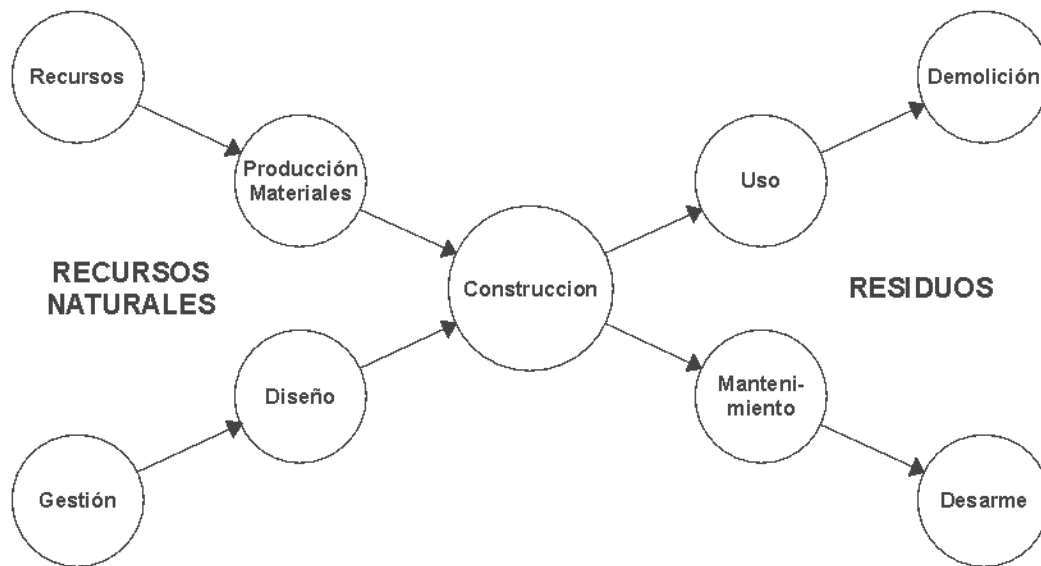 Recursos
Demolición
Producción
Materiales
Uso
RECURSOS
NATURALES
Construccion
RESIDUOS
Diseño
Manteni-
miento
Gestión
Desarme